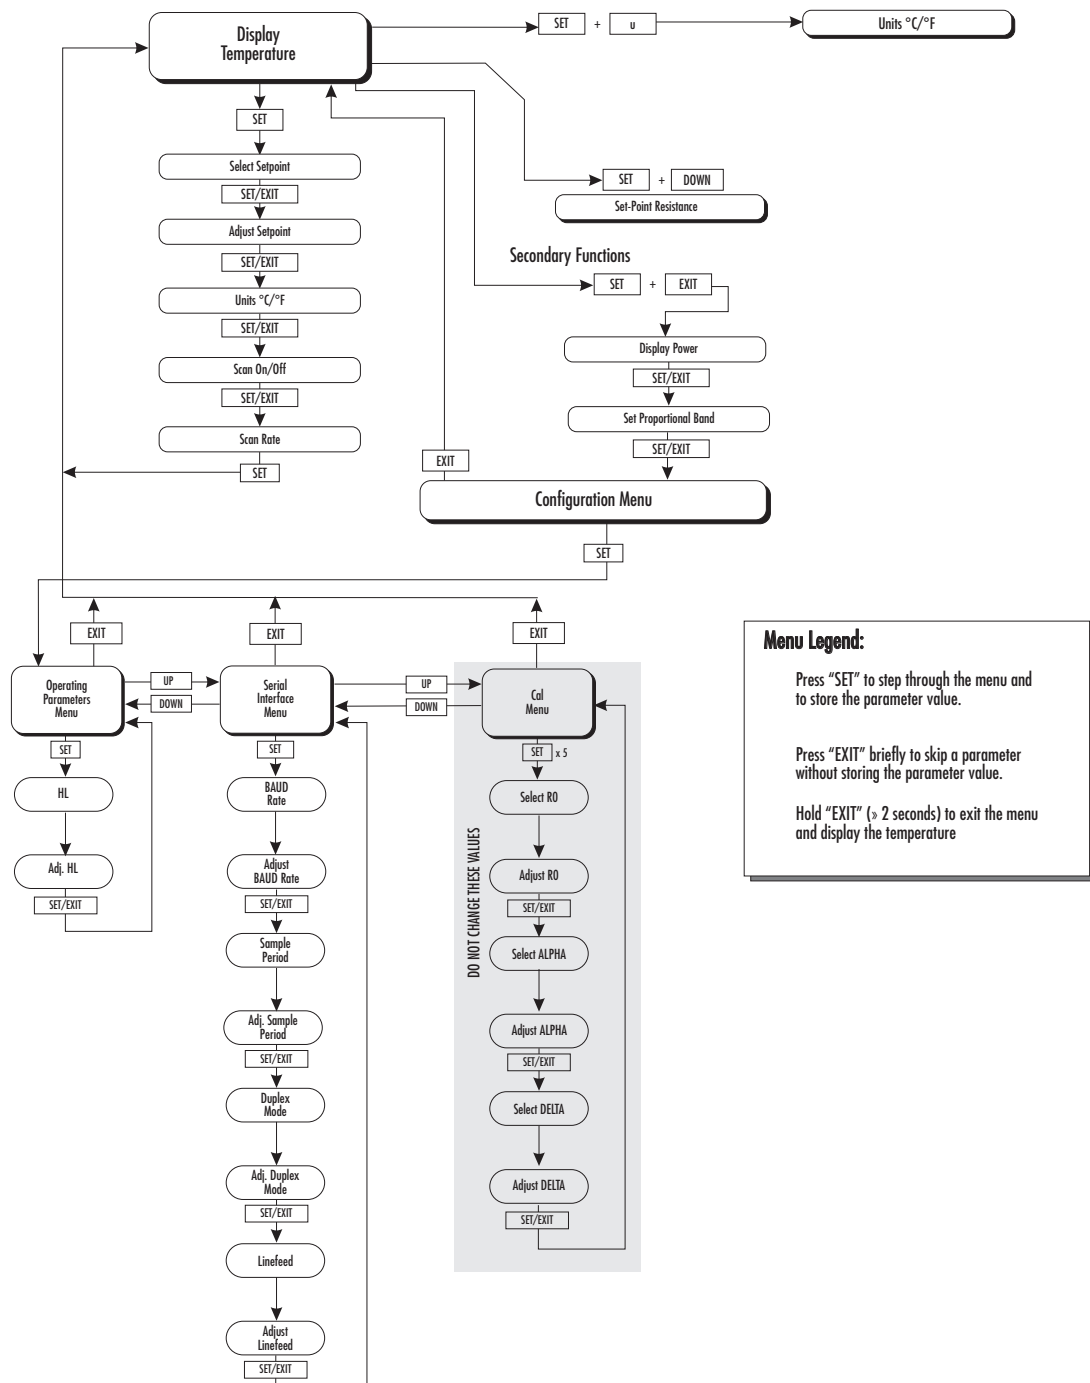 Display
Temperature
SET + u
Units °C/°F
SET
Select Setpoint
SET/EXIT
Adjust Setpoint
SET/EXIT
Units °C/°F
SET/EXIT
Scan On/Off
SET/EXIT
Scan Rate
SET
SET + DOWN
Set-Point Resistance
Secondary Functions
SET + EXIT
Display Power
SET/EXIT
Set Proportional Band
SET/EXIT
EXIT
Configuration Menu
SET
EXIT
Operating
Parameters
Menu
SET
HL
Adj. HL
SET/EXIT
UP
DOWN
EXIT
Serial
Interface
Menu
SET
BAUD
Rate
Adjust
BAUD Rate
SET/EXIT
Sample
Period
Adj. Sample
Period
SET/EXIT
Duplex
Mode
Adj. Duplex
Mode
SET/EXIT
Linefeed
Adjust
Linefeed
SET/EXIT
UP
DOWN
EXIT
Cal
Menu
SET x 5
Select R0
Adjust R0
SET/EXIT
Select ALPHA
Adjust ALPHA
SET/EXIT
Select DELTA
Adjust DELTA
SET/EXIT
DO NOT CHANGE THESE VALUES
Menu Legend:
Press “SET” to step through the menu and
to store the parameter value.
Press “EXIT” briefly to skip a parameter
without storing the parameter value.
Hold “EXIT” (» 2 seconds) to exit the menu
and display the temperature